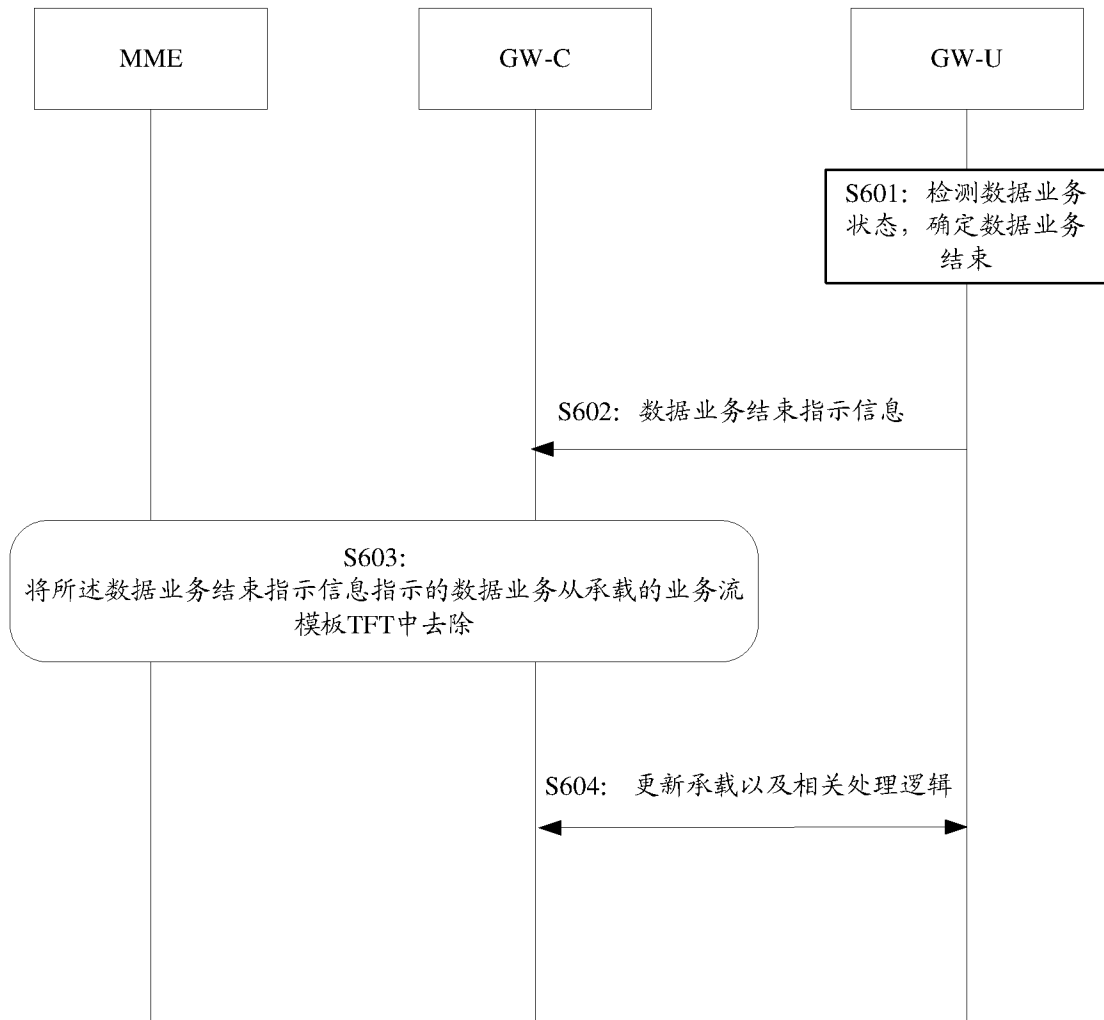 MME
GW-C
GW-U
S601：检测数据业务
状态，确定数据业务
结束
S602：数据业务结束指示信息
S603：
将所述数据业务结束指示信息指示的数据业务从承载的业务流
模板TFT中去除
S604： 更新承载以及相关处理逻辑